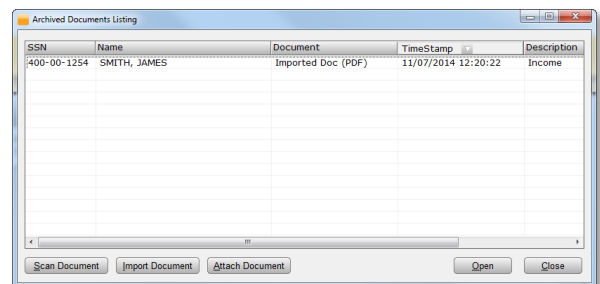 Archived Documents Listing
SSN Name Document TimeStamp Description
400-00-1254 SMITH, JAMES Imported Doc (PDF) 11/07/2014 12:20:22 Income
Scan Document Import Document Attach Document Open Close